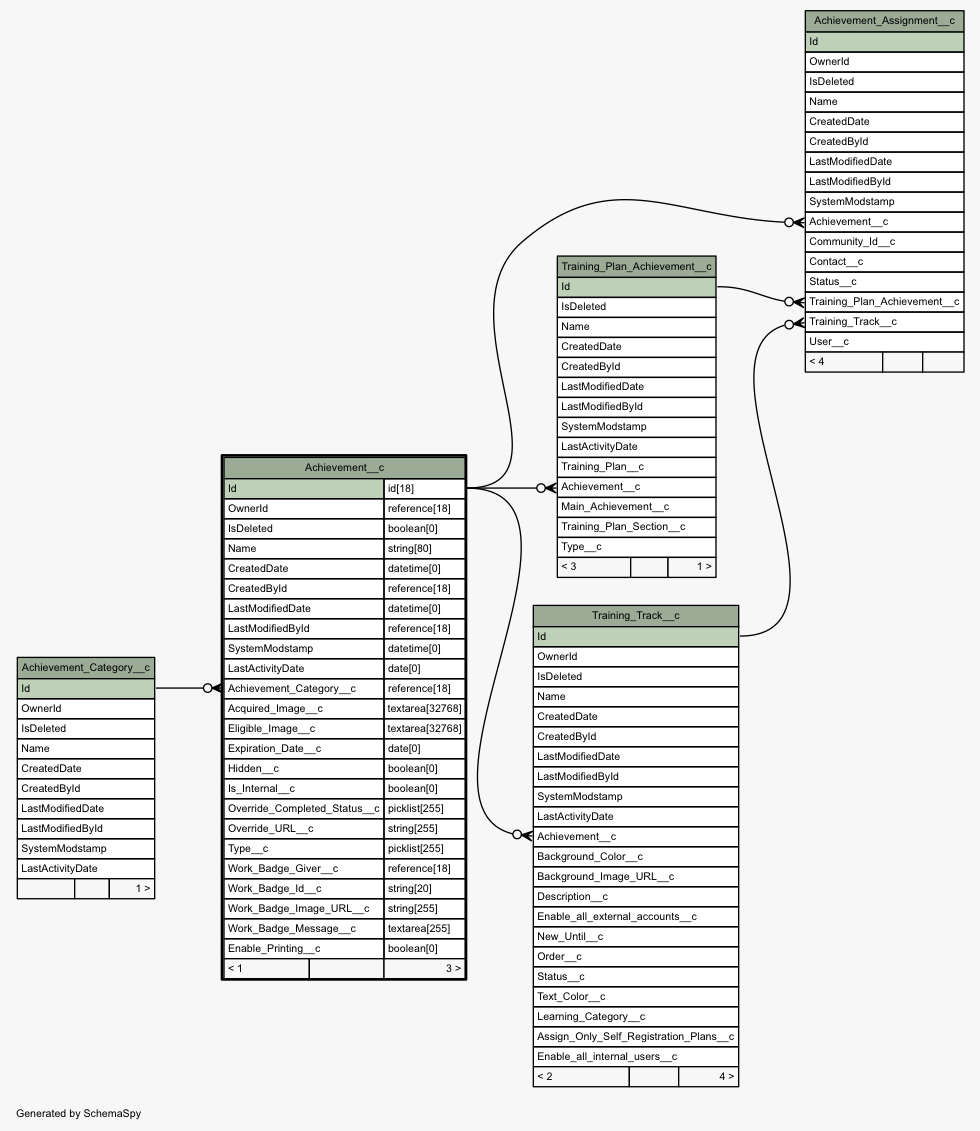 Achievement_Assignment__c
Id
OwnerId
IsDeleted
Name
CreatedDate
CreatedById
LastModifiedDate
LastModifiedById
SystemModstamp
Achievement__c
Community_Id__c
Contact__c
Status__c
Training_Plan_Achievement__c
Training_Track__c
User__c
< 4
Training_Plan_Achievement__c
Id
IsDeleted
Name
CreatedDate
CreatedById
LastModifiedDate
LastModifiedById
SystemModstamp
LastActivityDate
Training_Plan__c
Achievement__c
Main_Achievement__c
Training_Plan_Section__c
Type__c
< 3 1 >
Achievement__c
Id id[18]
OwnerId reference[18]
IsDeleted boolean[0]
Name string[80]
CreatedDate datetime[0]
CreatedById reference[18]
LastModifiedDate datetime[0]
LastModifiedById reference[18]
SystemModstamp datetime[0]
LastActivityDate date[0]
Achievement_Category__c reference[18]
Acquired_Image__c textarea[32768]
Eligible_Image__c textarea[32768]
Expiration_Date__c date[0]
Hidden__c boolean[0]
Is_Internal__c boolean[0]
Override_Completed_Status__c picklist[255]
Override_URL__c string[255]
Type__c picklist[255]
Work_Badge_Giver__c reference[18]
Work_Badge_Id__c string[20]
Work_Badge_Image_URL__c string[255]
Work_Badge_Message__c textarea[255]
Enable_Printing__c boolean[0]
< 1 3 >
Achievement_Category__c
Id
OwnerId
IsDeleted
Name
CreatedDate
CreatedById
LastModifiedDate
LastModifiedById
SystemModstamp
LastActivityDate
1 >
Training_Track__c
Id
OwnerId
IsDeleted
Name
CreatedDate
CreatedById
LastModifiedDate
LastModifiedById
SystemModstamp
LastActivityDate
Achievement__c
Background_Color__c
Background_Image_URL__c
Description__c
Enable_all_external_accounts__c
New_Until__c
Order__c
Status__c
Text_Color__c
Learning_Category__c
Assign_Only_Self_Registration_Plans__c
Enable_all_internal_users__c
< 2 4 >
Generated by SchemaSpy